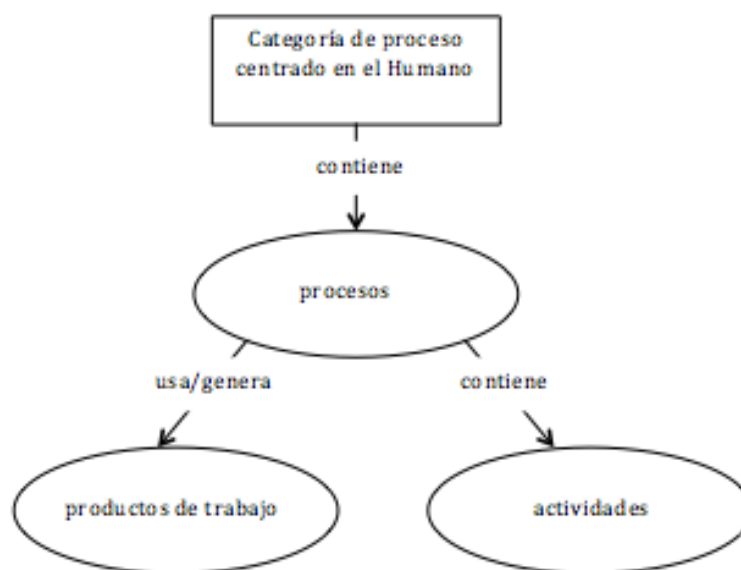 Categoría de proceso
centrado en el Humano
contiene
procesos
usa/genera
contiene
productos de trabajo
actividades